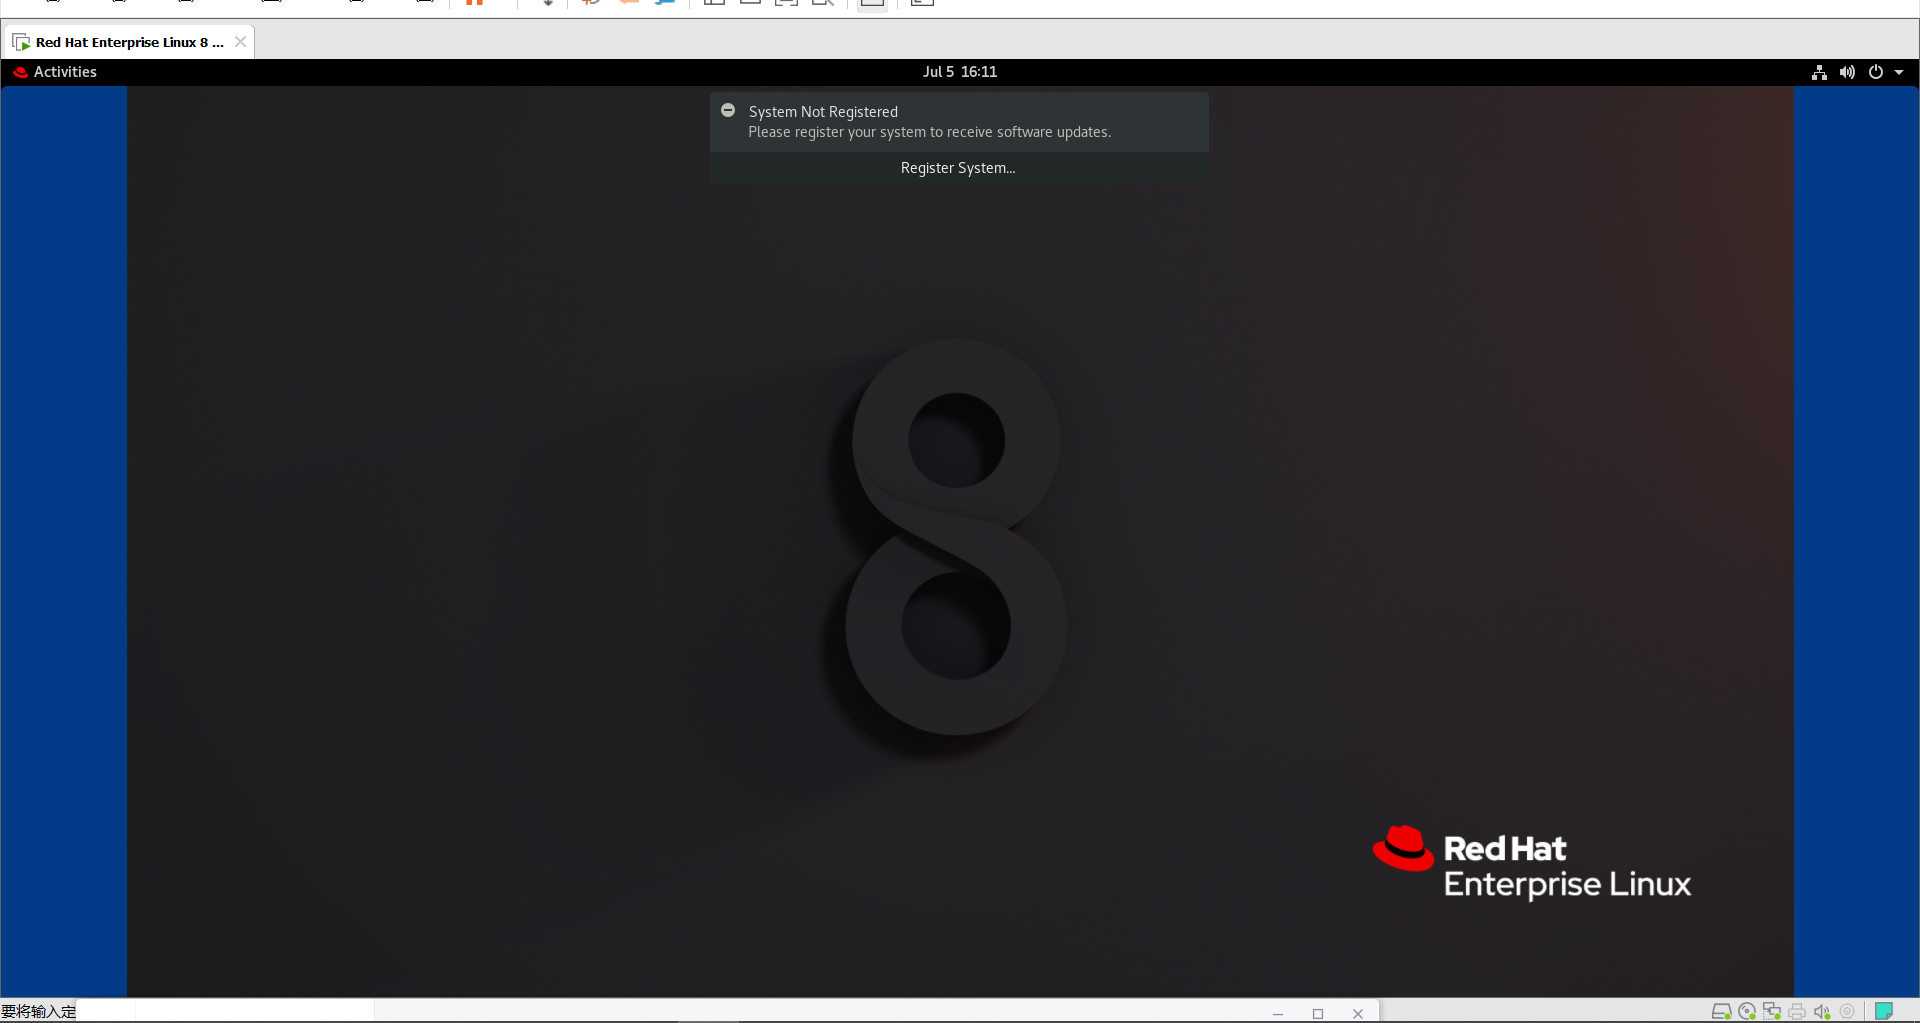 Red Hat Enterprise Linux 8 ...
Activities
Jul 5 16:11
System Not Registered
Please register your system to receive software updates.
Register System...
Red Hat
Enterprise Linux
要将输入定